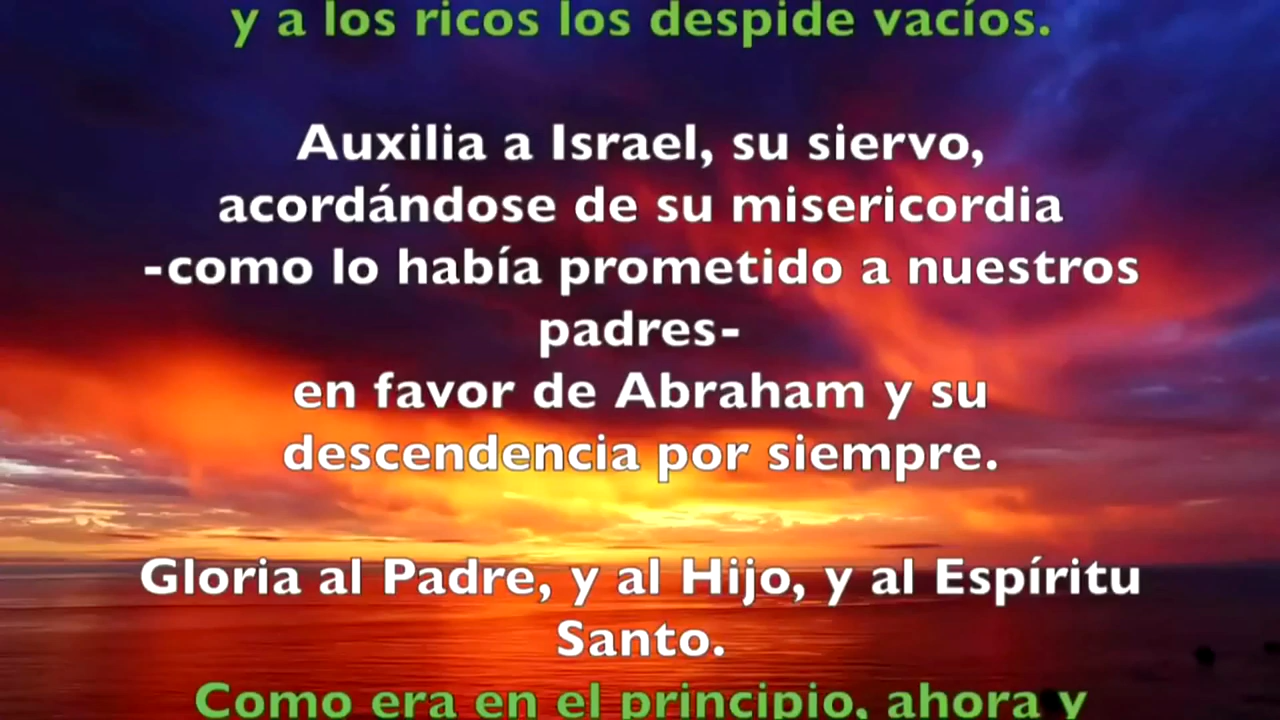 y a los ricos los despide vacíos.
Auxilia a Israel, su siervo,
acordándose de su misericordia
-como lo había prometido a nuestros
padres-
en favor de Abraham y su
descendencia por siempre.
Gloria al Padre, y al Hijo, y al Espíritu
Santo.
Como era en el principio, ahora y